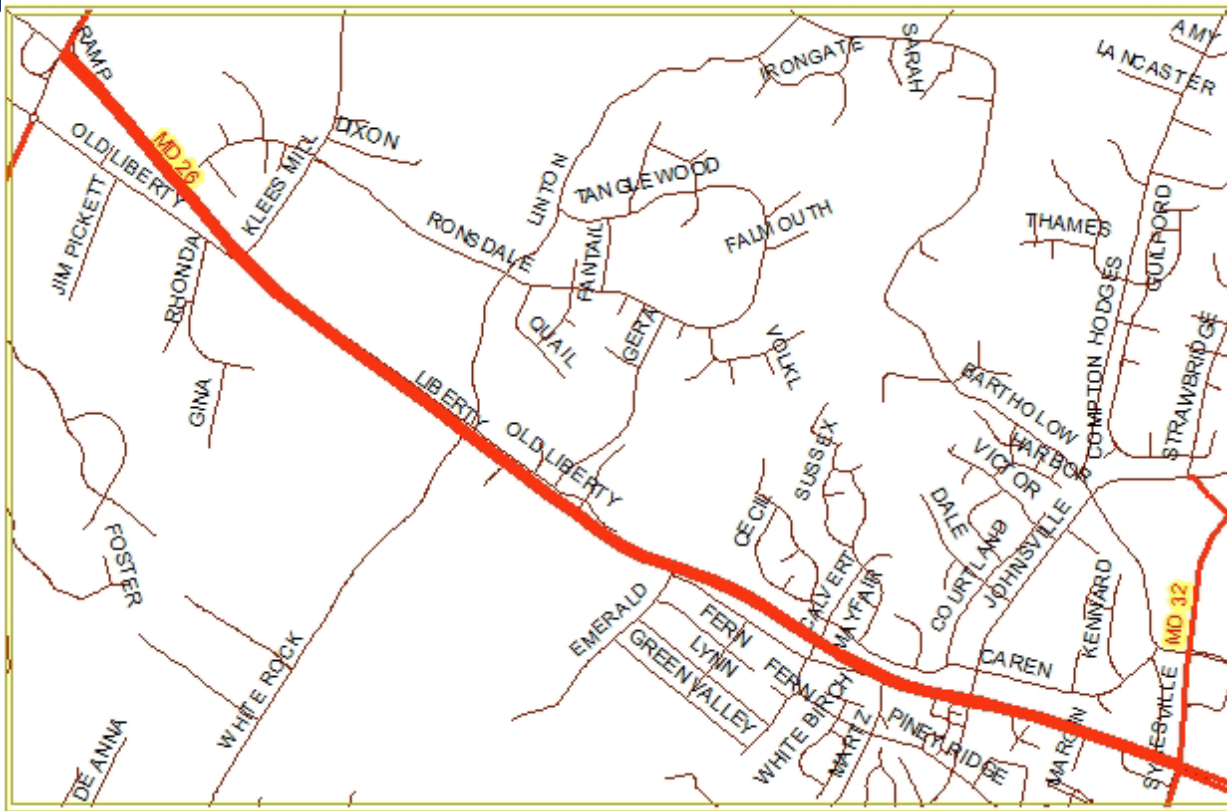 RAMP
AMY
LANCASTER
IRONGATE
SARAH
OLD LIBERTY
MD 26
DIXON
KLEES MILL
JIM PICKETT
RHONDA
GINA
LINTON
TANGLEWOOD
RONSDALE
FALMOUTH
PANTAIL
QUAIL
GERA
VOLKL
THAMES
GUILFORD
COMPTON HODGES
STRAWBRIDGE
BARTHOLOW
HARBOR
VICTOR
LIBERTY
OLD LIBERTY
SUSSEX
CECIL
DALE
COURTLAND
JOHNSVILLE
FOSTER
CALVERT
MAYFAIR
KENNARD
MD 32
EMERALD
FERN
LYNN
GREENVALLEY
FERN
CAREN
WHITE ROCK
WHITE BIRCH
MARTZ
PINEY RIDGE
MARCIN
SYKESVILLE
DE ANNA